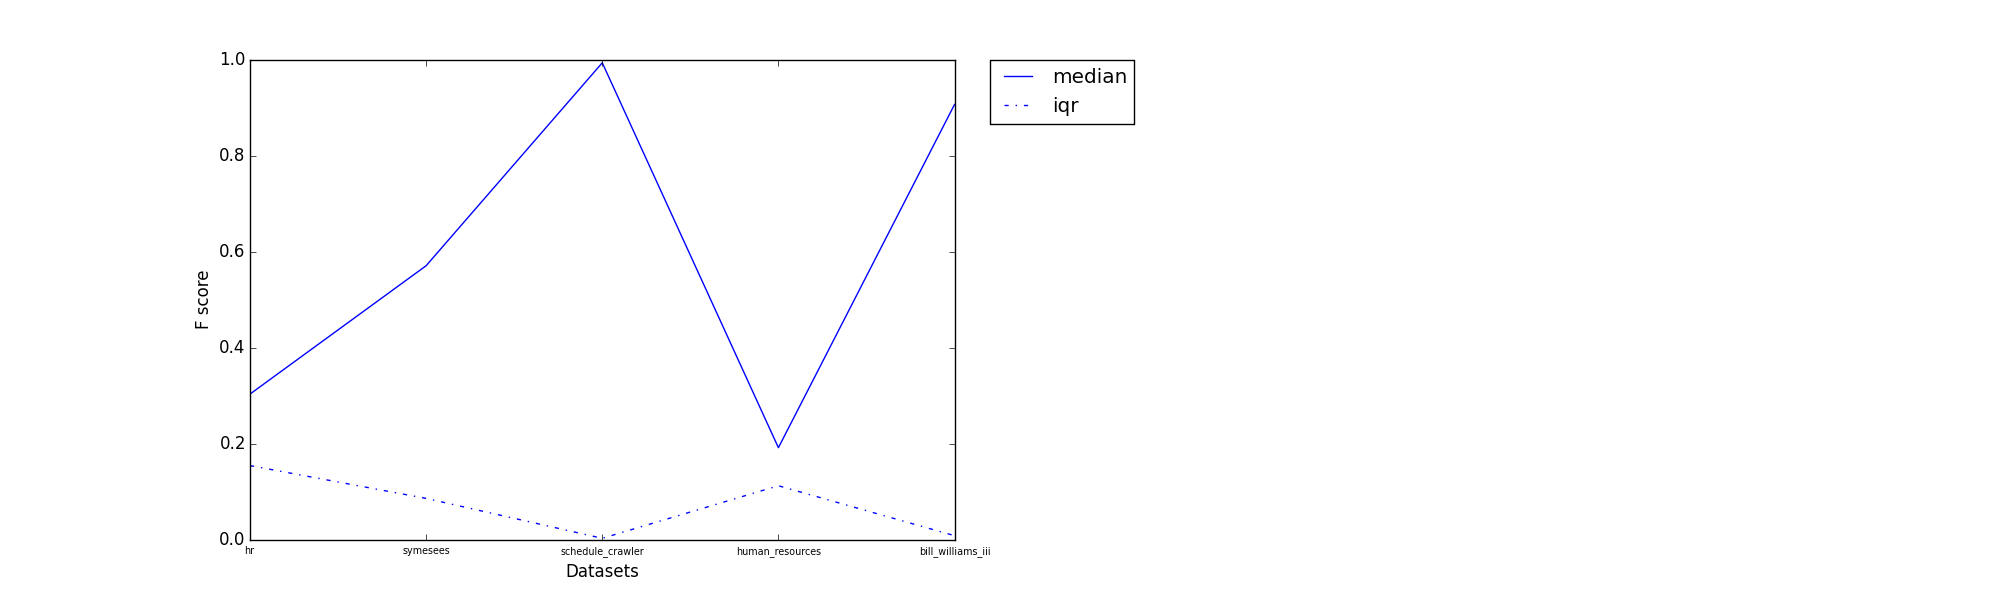 1.0
0.8
0.6
0.4
0.2
0.0
F score
hr
symesees
schedule_crawler
human_resources
bill_williams_iii
Datasets
median
iqr